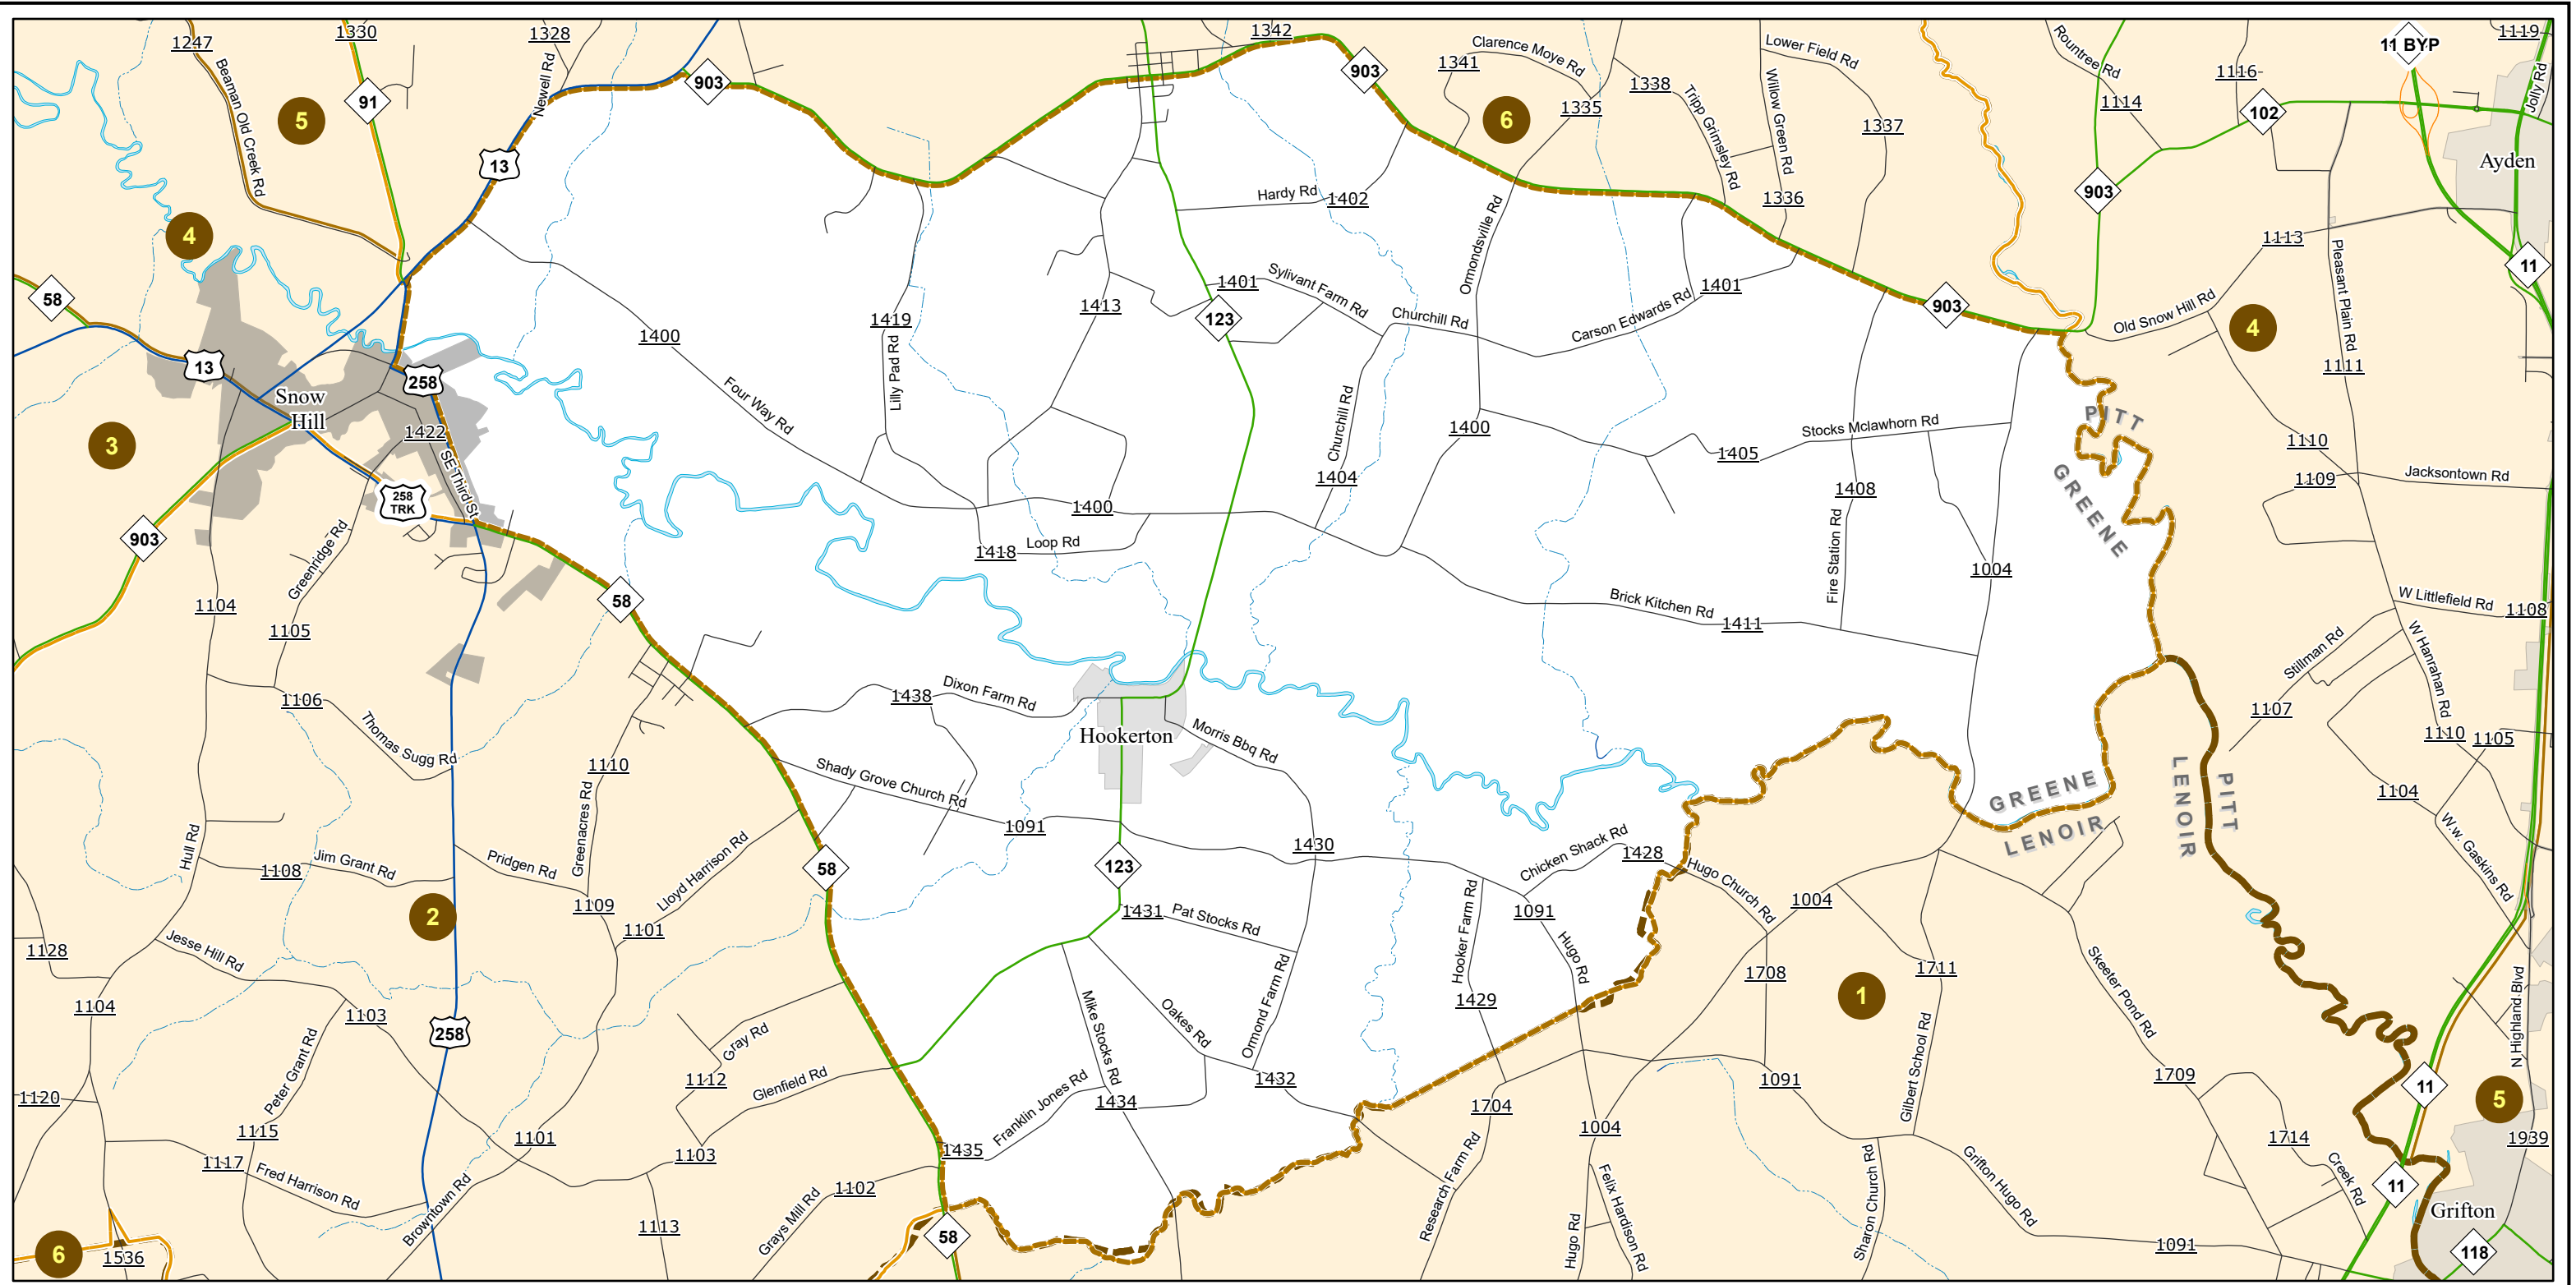 1247
1330
1328
1342
1341
Clarence Moye Rd
1338
1335
Lower Field Rd
Rountree Rd
1116
1114
11 BYP
1119
Jolly Rd
Beaman Old Creek Rd
91
5
Newell Rd
903
903
6
Tripp Grimsley Rd
Willow Green Rd
1337
102
13
Ayden
4
Hardy Rd
1402
1336
903
1113
58
1401
Sylivant Farm Rd
Ormondsville Rd
1401
Pleasant Plain Rd
11
1400
1419
1413
123
Churchill Rd
Carson Edwards Rd
903
Old Snow Hill Rd
4
13
258
Lilly Pad Rd
1111
Snow
Hill
Four Way Rd
Churchill Rd
1400
Stocks Mclawhorn Rd
PITT
3
1422
SE Third St
1405
1404
GREENE
1110
1109
Jacksontown Rd
258
TRK
1400
1408
903
1418
Loop Rd
Fire Station Rd
1004
Greenridge Rd
58
1104
1105
Brick Kitchen Rd
1411
W Littlefield Rd
1108
Stillman Rd
W Hanrahan Rd
1106
1438
Dixon Farm Rd
1107
Thomas Sugg Rd
Hookerton
Morris Bbq Rd
1110
1105
1110
Shady Grove Church Rd
GREENE
LENOIR
LENOIR
PITT
1104
Greenacres Rd
1091
W.w. Gaskins Rd
Hull Rd
1430
Chicken Shack Rd
1428
Hugo Church Rd
1108
Jim Grant Rd
Pridgen Rd
Lloyd Harrison Rd
58
123
2
1109
1431
Pat Stocks Rd
1091
1004
1101
Hooker Farm Rd
1128
Jesse Hill Rd
Hugo Rd
1708
1711
Skeeter Pond Rd
1
1104
1103
1429
N Highland Blvd
258
Mike Stocks Rd
Oakes Rd
Ormond Farm Rd
Gray Rd
Peter Grant Rd
1112
Glenfield Rd
1432
1091
Gilbert School Rd
1709
11
1120
1434
1704
5
Franklin Jones Rd
1115
1101
1435
1004
1714
1939
1117
1103
Fred Harrison Rd
1102
Research Farm Rd
Sharon Church Rd
Grifton Hugo Rd
Creek Rd
11
Browntown Rd
Grays Mill Rd
Felix Hardison Rd
Grifton
1113
58
Hugo Rd
6
1536
1091
118